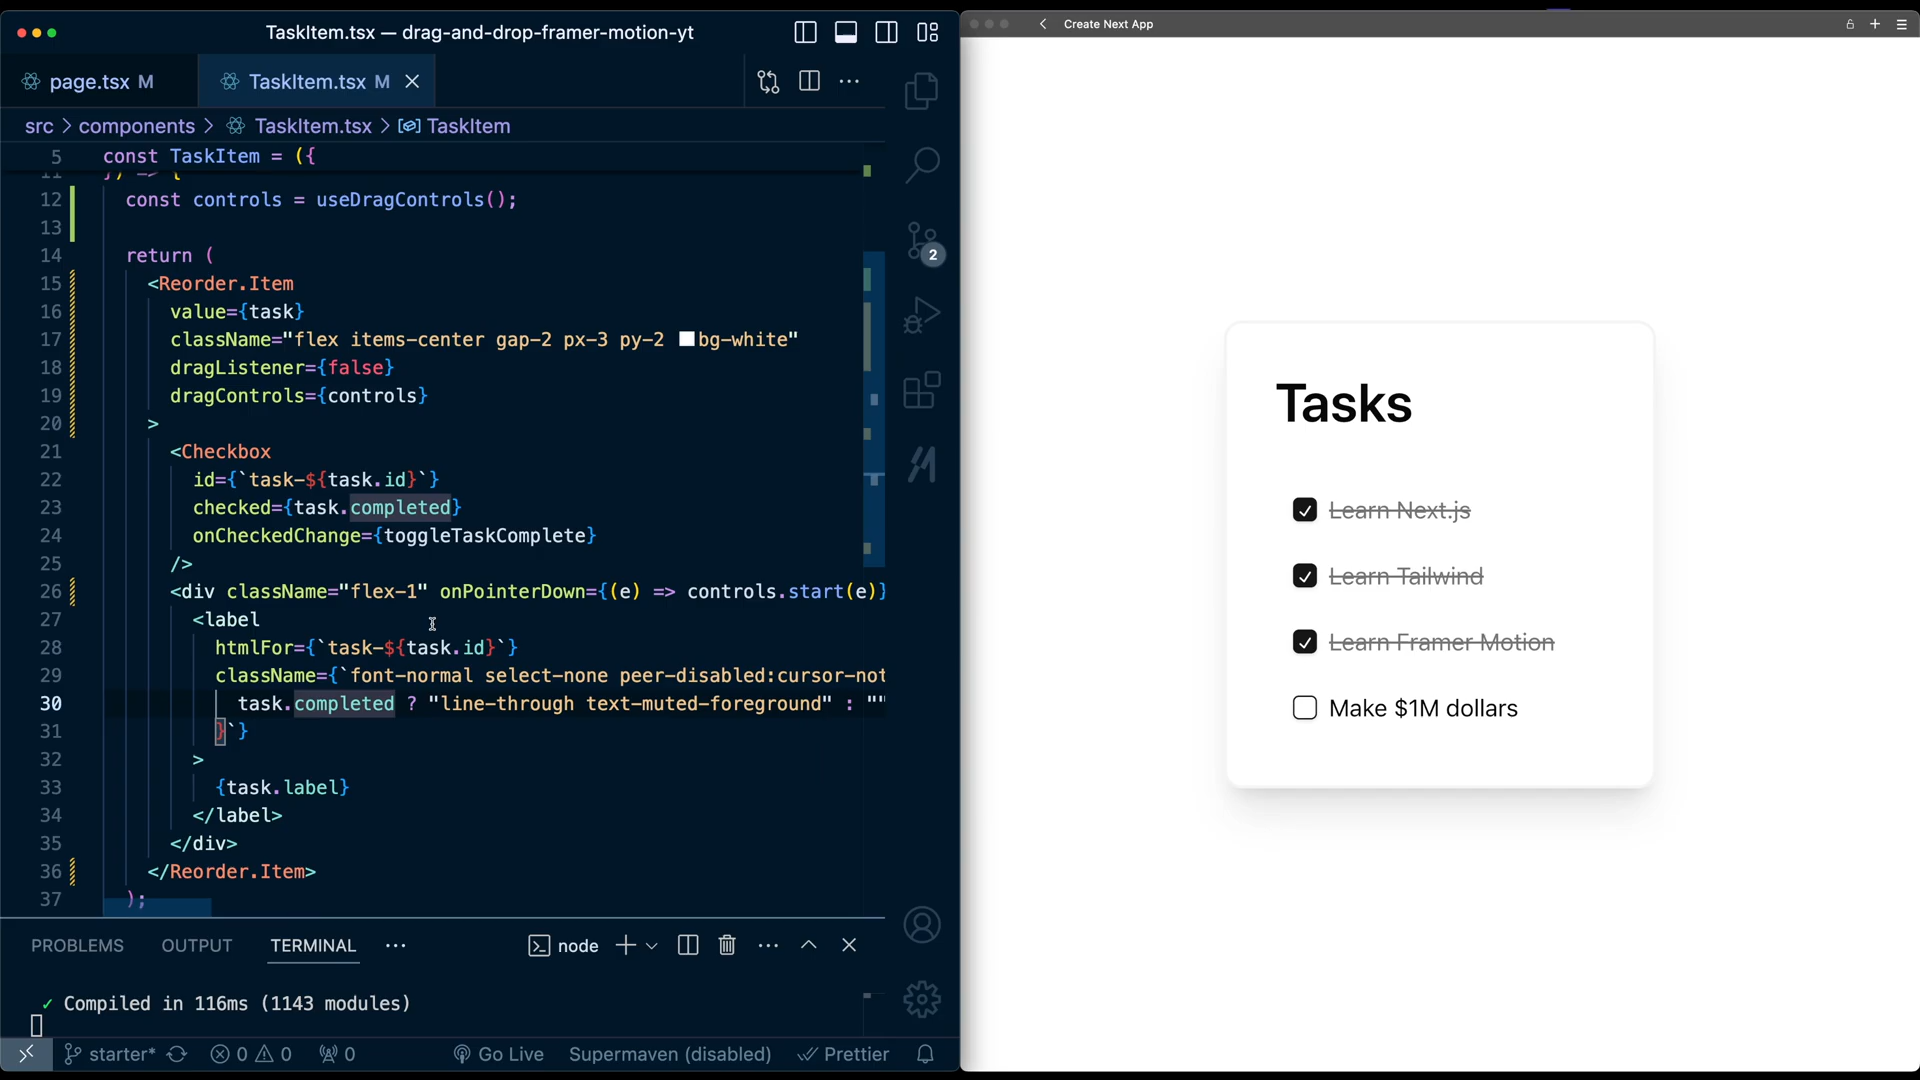 TaskItem.tsx — drag-and-drop-framer-motion-yt
page.tsx M
TaskItem.tsx M
src > components > TaskItem.tsx > TaskItem
5 const TaskItem = ({
11 }) => {
12 const controls = useDragControls();
13
14 return (
15 <Reorder.Item
16 value={task}
17 className="flex items-center gap-2 px-3 py-2 bg-white"
18 dragListener={false}
19 dragControls={controls}
20 >
21 <Checkbox
22 id={`task-${task.id}`}
23 checked={task.completed}
24 onCheckedChange={toggleTaskComplete}
25 />
26 <div className="flex-1" onPointerDown={(e) => controls.start(e)}
27 <label
28 htmlFor={`task-${task.id}`}
29 className={`font-normal select-none peer-disabled:cursor-not
30 task.completed ? "line-through text-muted-foreground" : ""
31 }`}
32 >
33 {task.label}
34 </label>
35 </div>
36 </Reorder.Item>
37 );
2
PROBLEMS OUTPUT TERMINAL
node
✓ Compiled in 116ms (1143 modules)
starter* 0 0 0 Go Live Supermaven (disabled) Prettier
Create Next App
Tasks
Learn Next.js
Learn Tailwind
Learn Framer Motion
Make $1M dollars